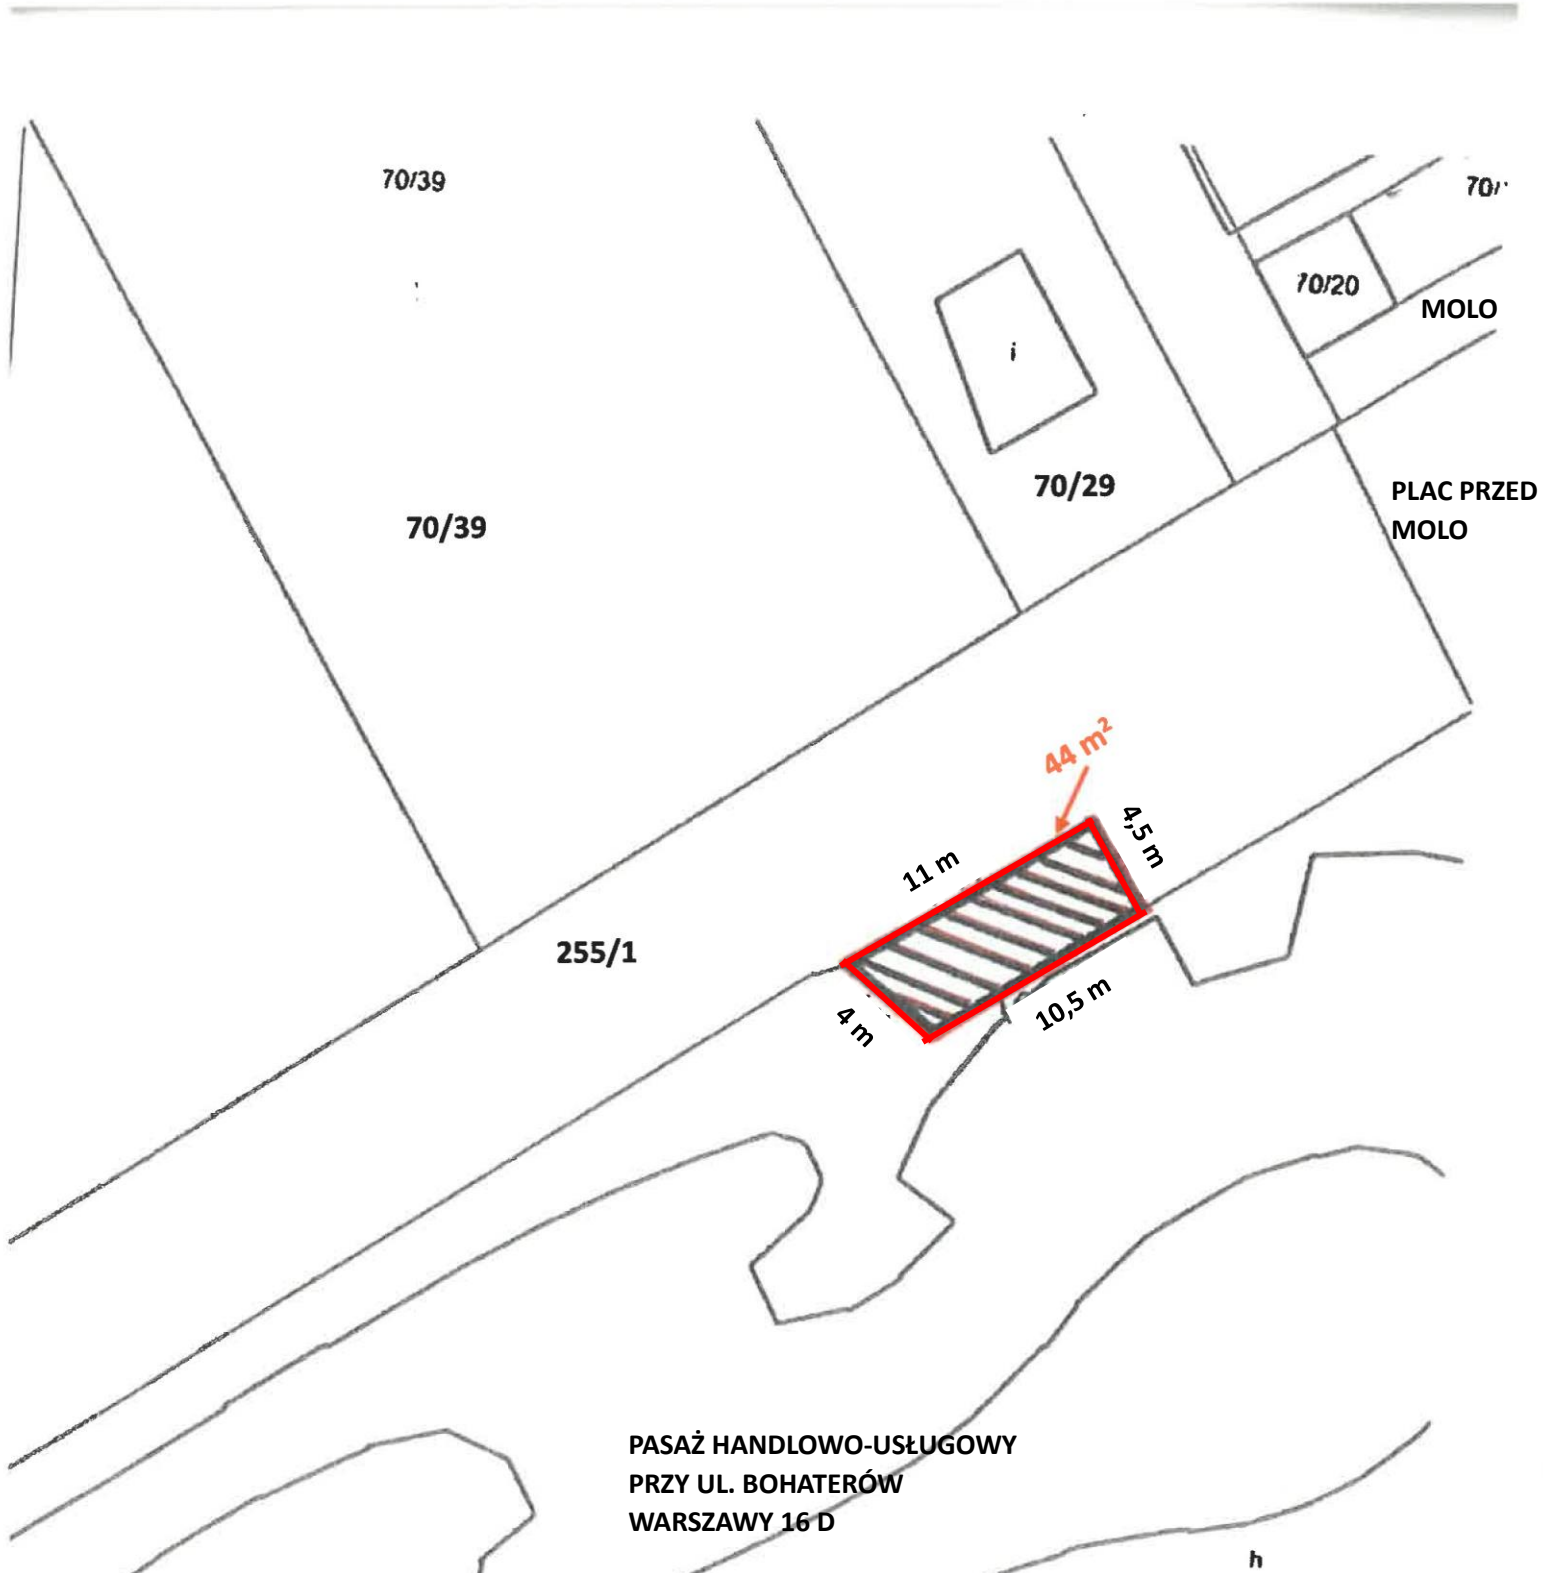 70/39
70/
70/20
MOLO
i
70/29
PLAC PRZED
MOLO
70/39
44 m²
4,5 m
11 m
255/1
10,5 m
4 m
PASAŻ HANDLOWO-USŁUGOWY
PRZY UL. BOHATERÓW
WARSZAWY 16 D
h